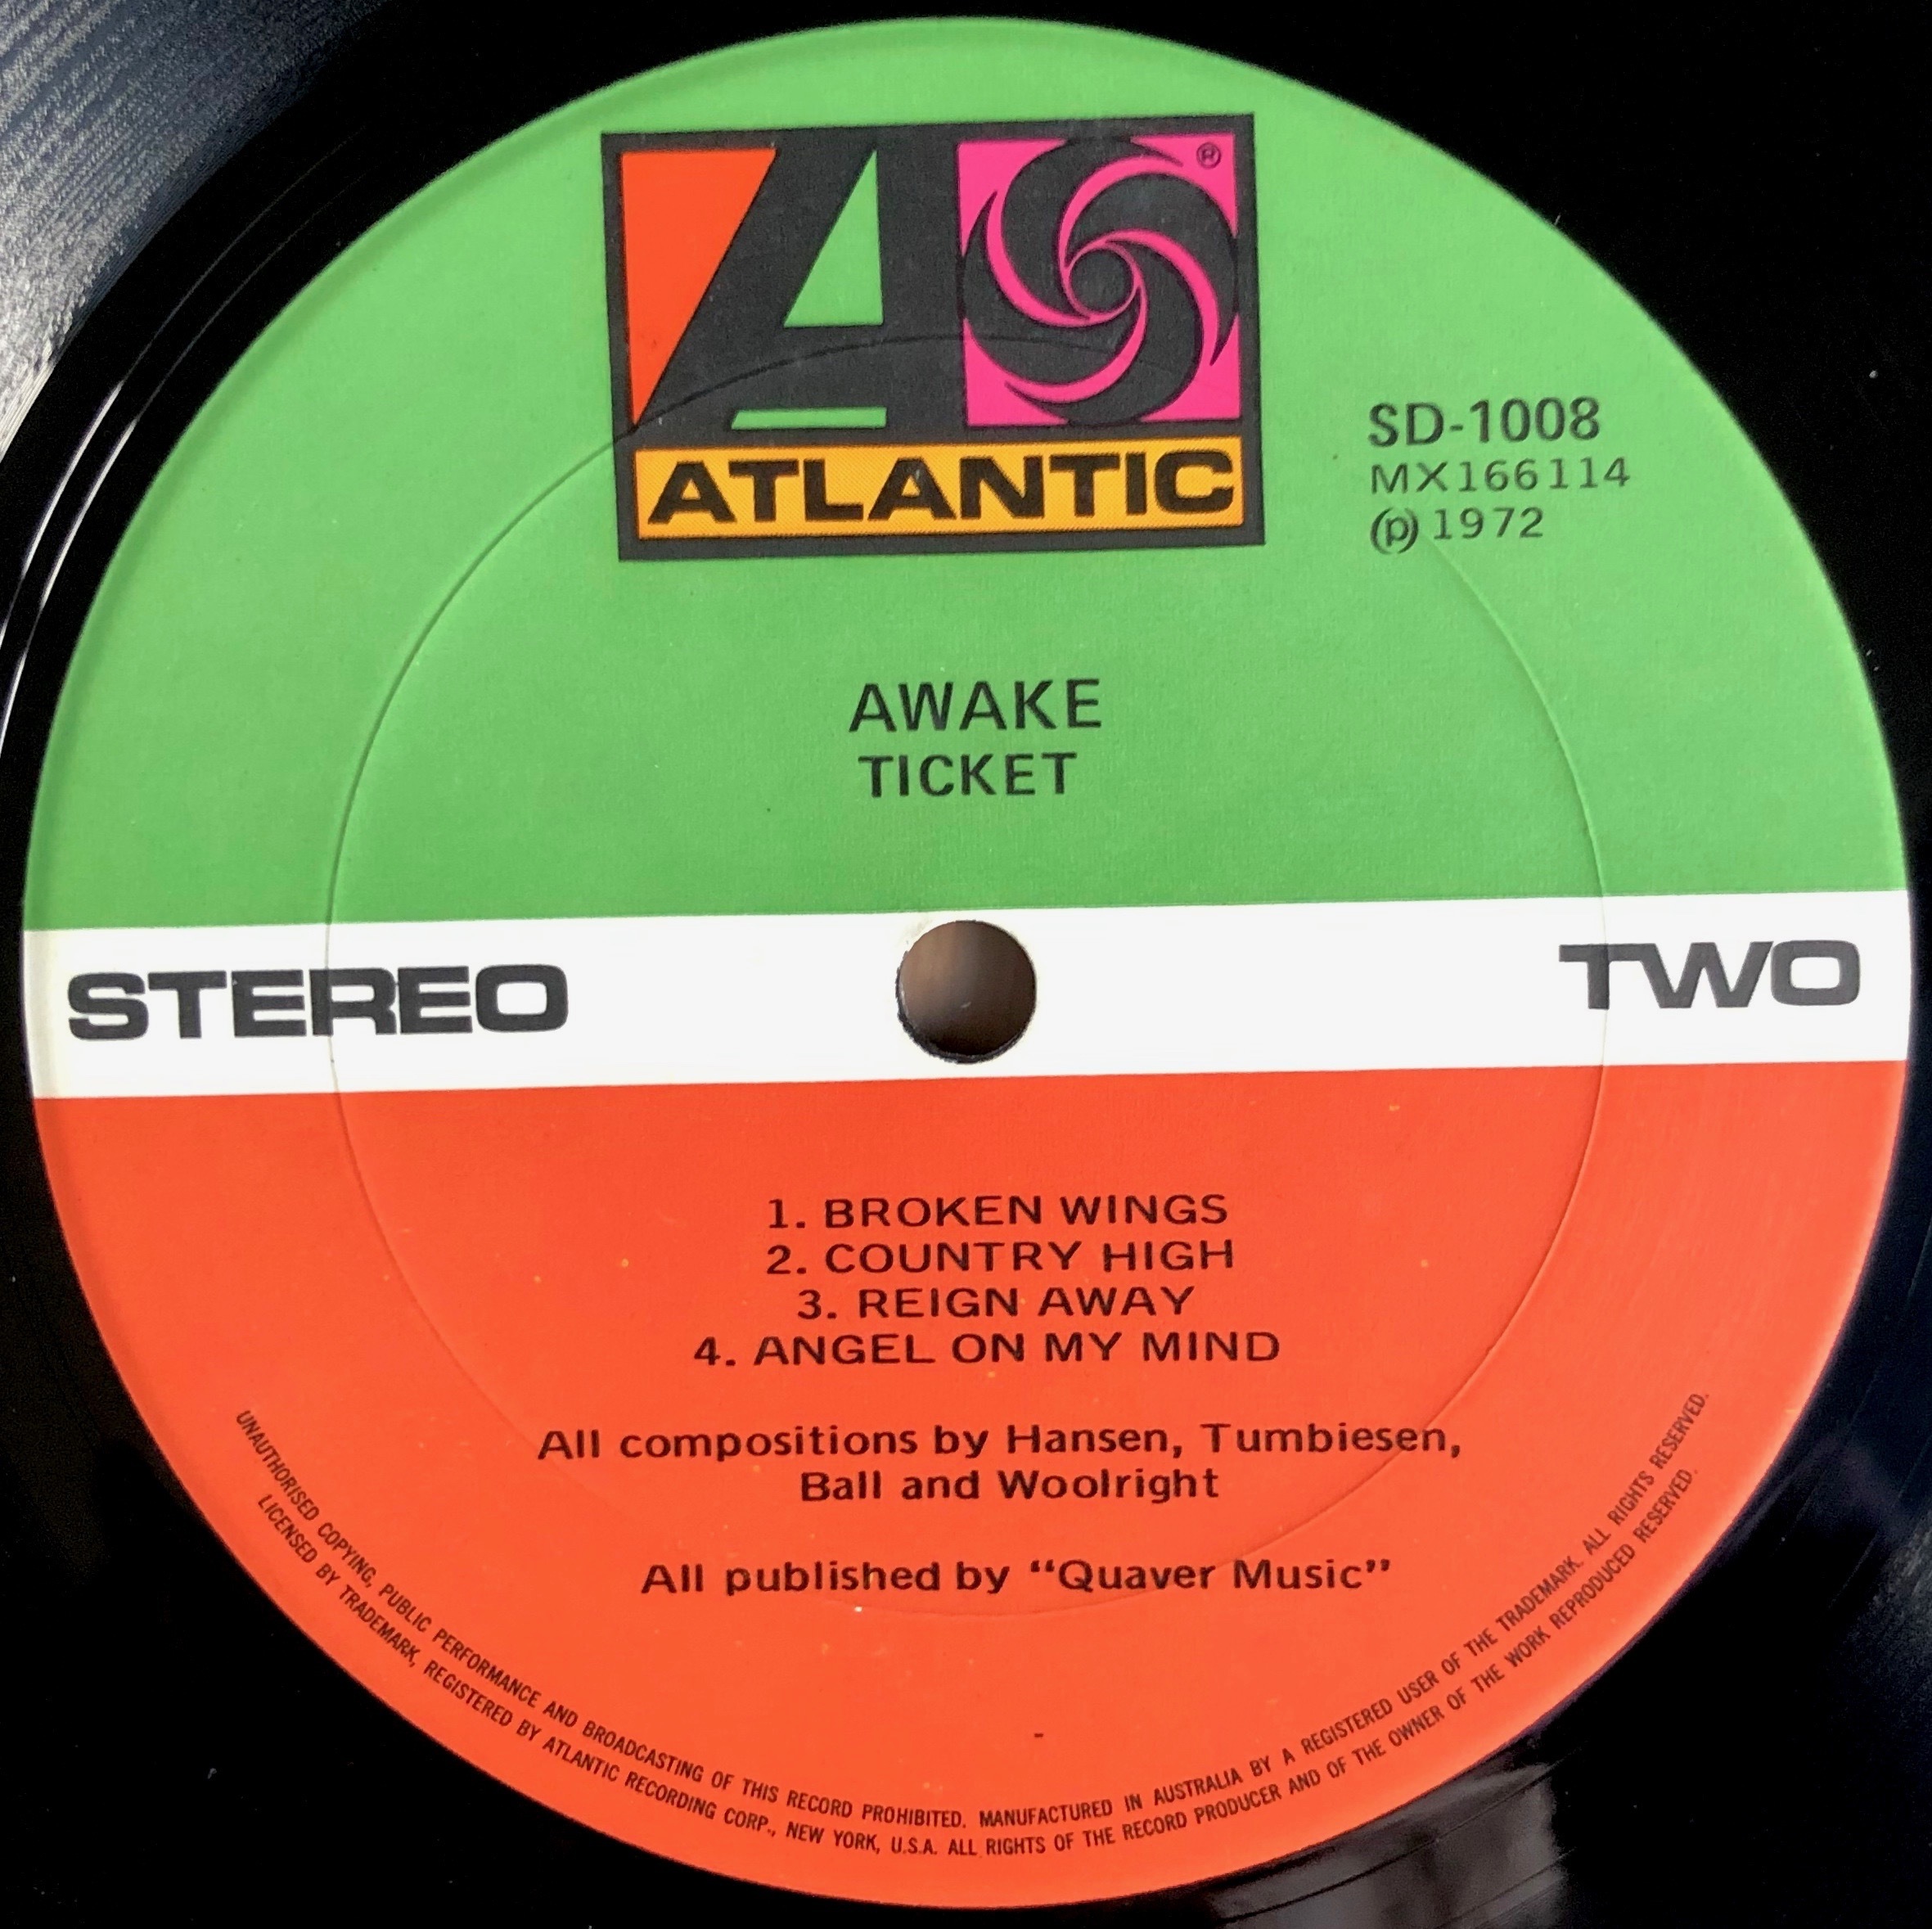 A
®
ATLANTIC
SD-1008
MX166114
℗ 1972
AWAKE
TICKET
STEREO
TWO
1. BROKEN WINGS
2. COUNTRY HIGH
3. REIGN AWAY
4. ANGEL ON MY MIND
All compositions by Hansen, Tumbiesen,
Ball and Woolright
All published by “Quaver Music”
UNAUTHORISED COPYING, PUBLIC PERFORMANCE AND BROADCASTING OF THIS RECORD PROHIBITED. MANUFACTURED IN AUSTRALIA BY A REGISTERED USER OF THE TRADEMARK. ALL RIGHTS RESERVED.
LICENSED BY TRADEMARK, REGISTERED BY ATLANTIC RECORDING CORP., NEW YORK, U.S.A. ALL RIGHTS OF THE RECORD PRODUCER AND OF THE OWNER OF THE WORK REPRODUCED RESERVED.